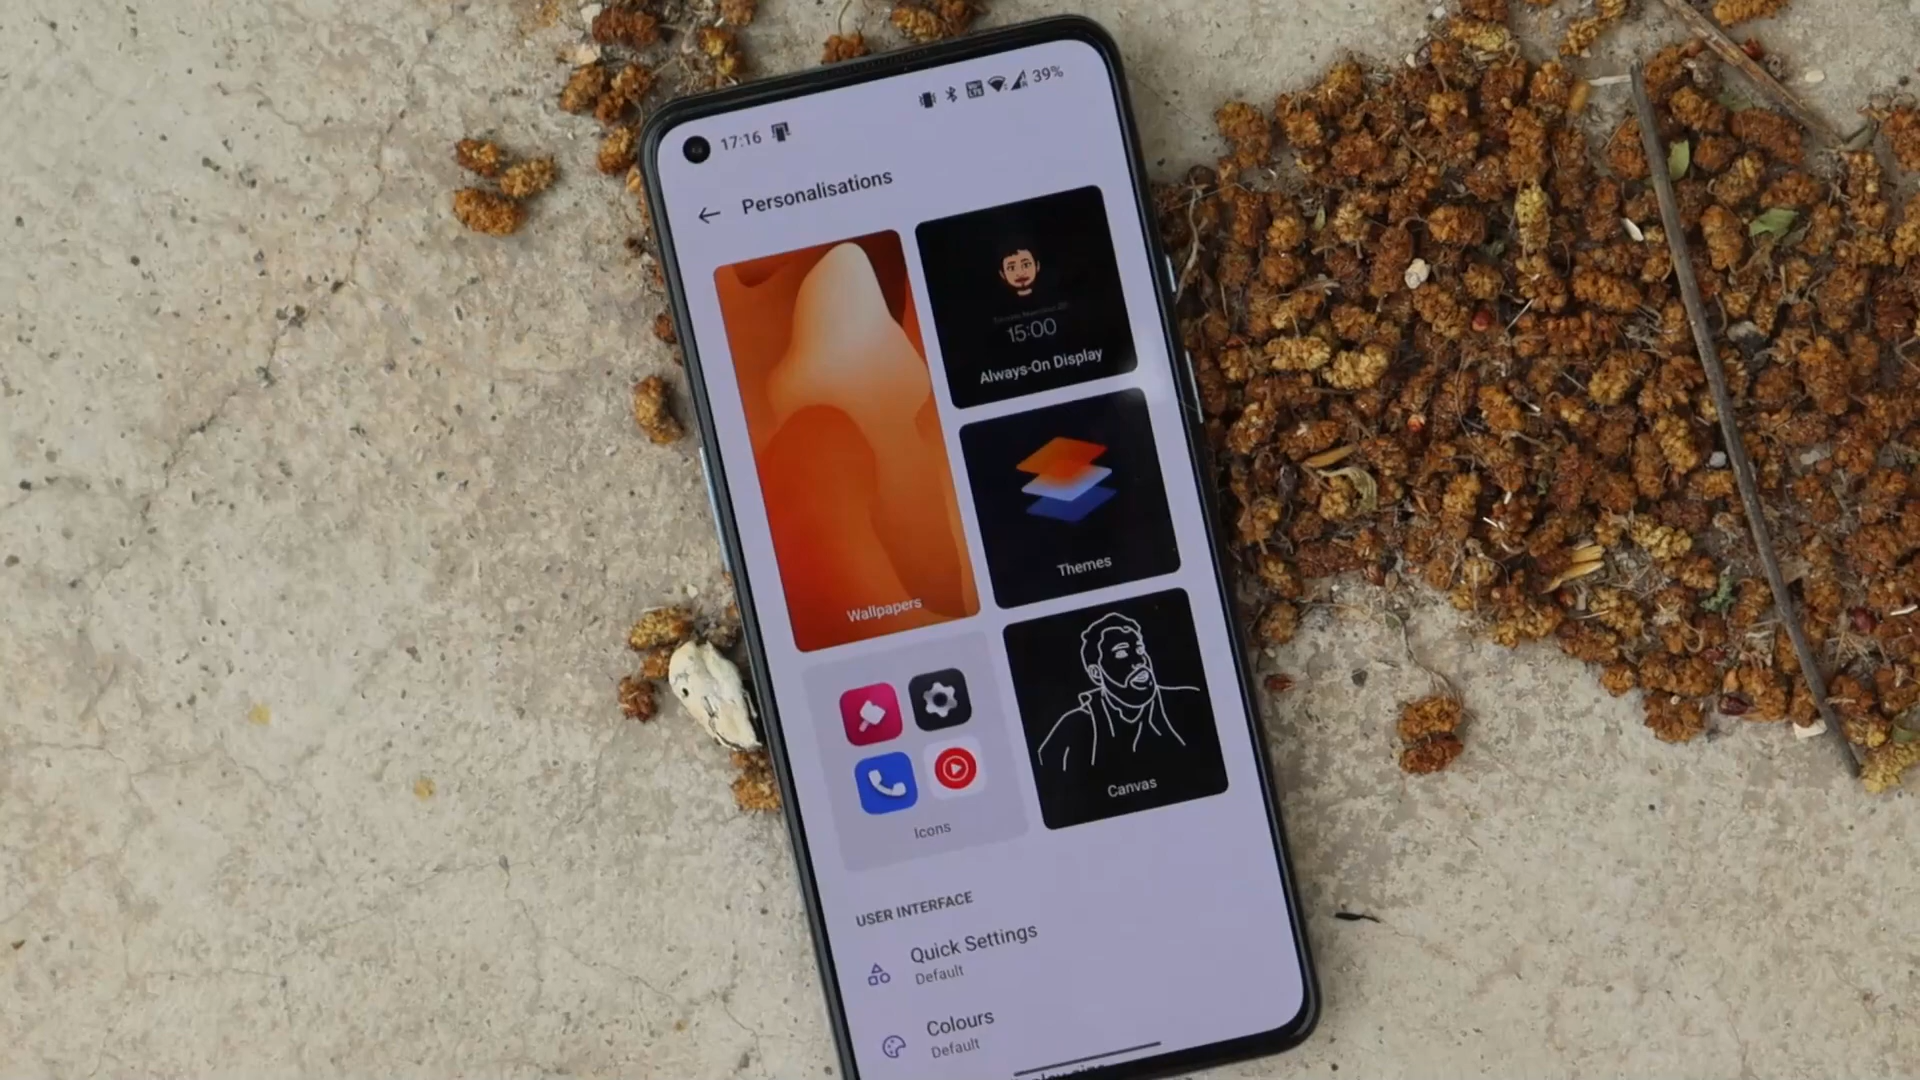 17:16
39%
Personalisations
15:00
Always-On Display
Wallpapers
Themes
Icons
Canvas
USER INTERFACE
Quick Settings
Default
Colours
Default